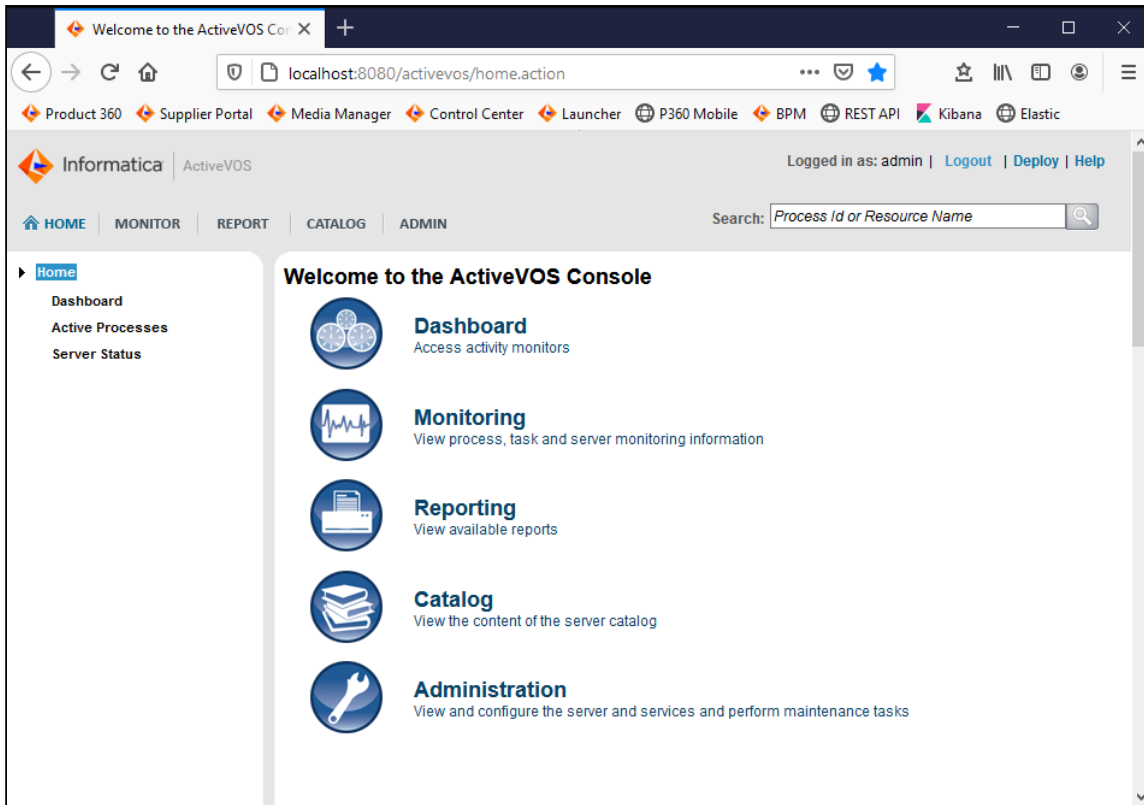 Welcome to the ActiveVOS Con
localhost:8080/activevos/home.action
Product 360 Supplier Portal Media Manager Control Center Launcher P360 Mobile BPM REST API Kibana Elastic
Informatica ActiveVOS
Logged in as: admin | Logout | Deploy | Help
HOME MONITOR REPORT CATALOG ADMIN
Search: Process Id or Resource Name
Home
Dashboard
Active Processes
Server Status
Welcome to the ActiveVOS Console
Dashboard
Access activity monitors
Monitoring
View process, task and server monitoring information
Reporting
View available reports
Catalog
View the content of the server catalog
Administration
View and configure the server and services and perform maintenance tasks